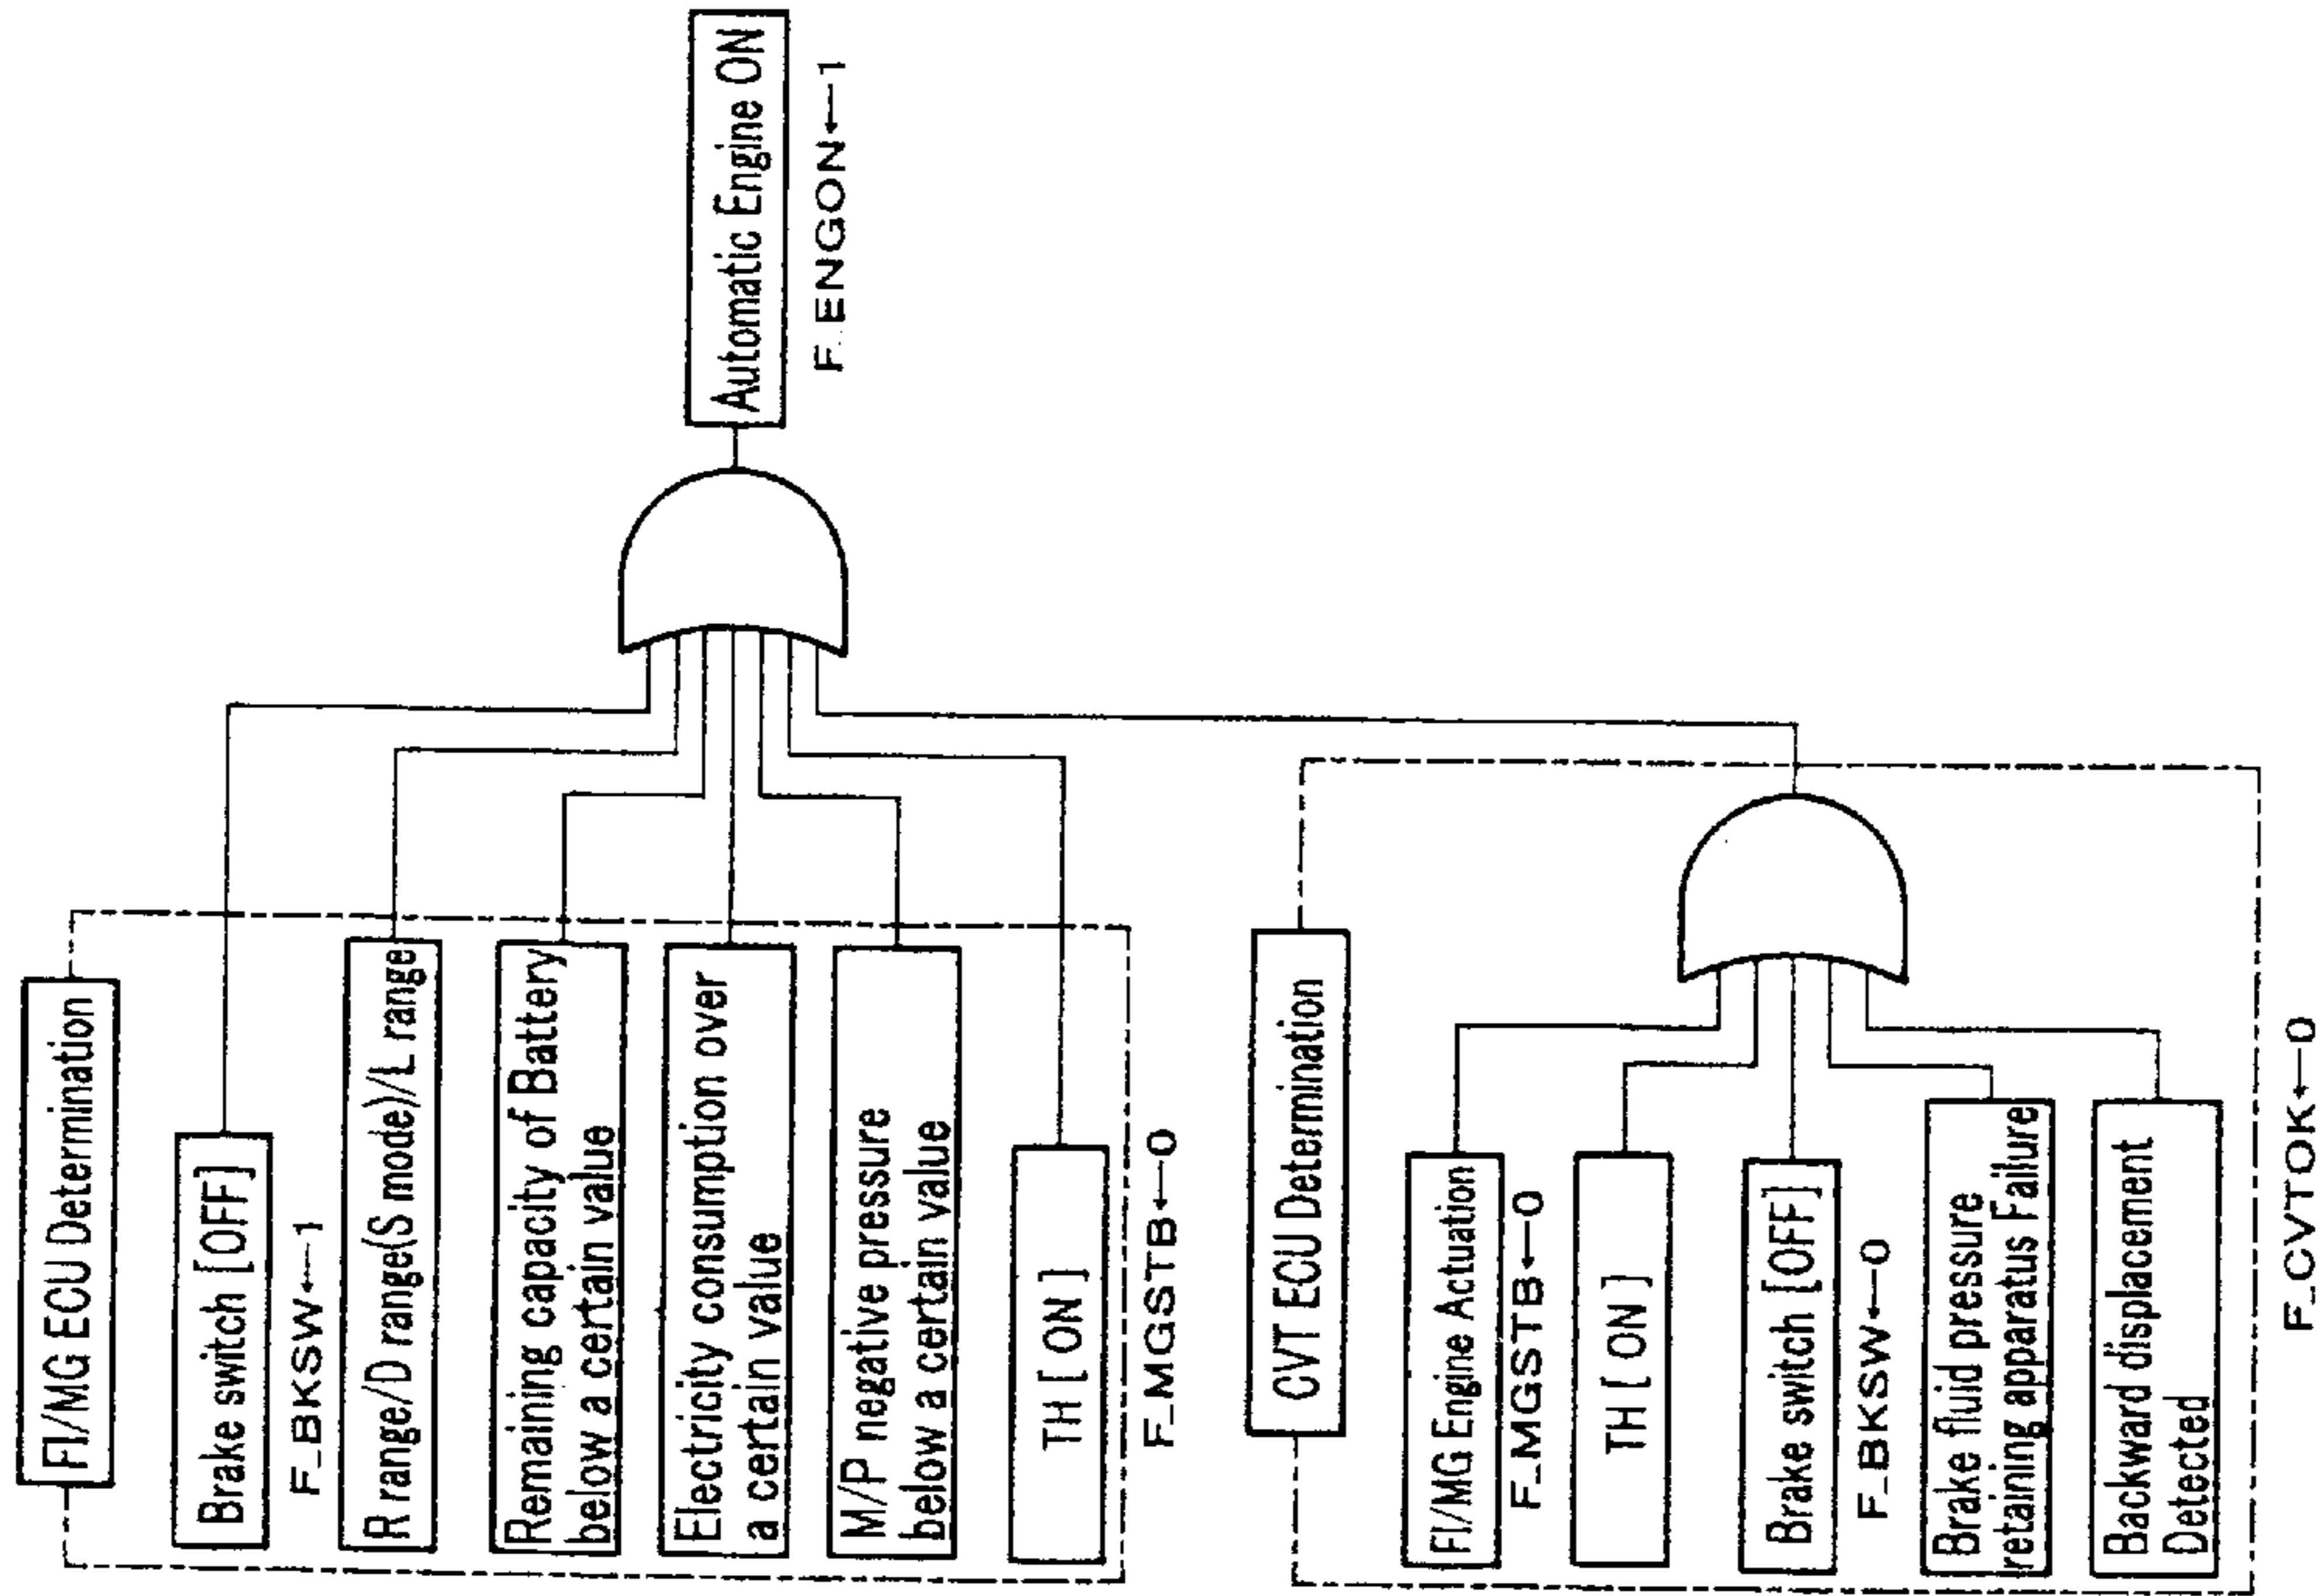 FI/MG ECU Determination
Brake switch [OFF]
F_BKSW←1
R range/D range(S mode)/L range
Remaining capacity of Battery
below a certain value
Electricity consumption over
a certain value
M/P negative pressure
below a certain value
TH [ ON ]
F_MGSTB←0
Automatic Engine ON
F_ENGON←1
CVT ECU Determination
FI/MG Engine Actuation
F_MGSTB←0
TH [ ON ]
Brake switch [OFF]
F_BKSW←0
Brake fluid pressure
retaining apparatus Failure
Backward displacement
Detected
F_CVTOK←0